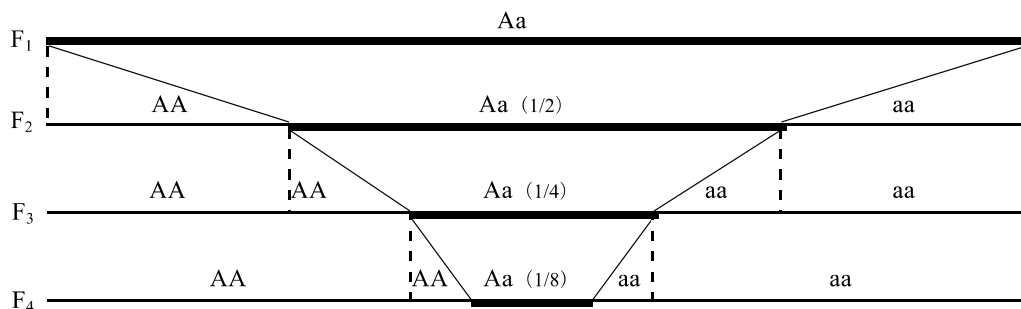 Aa
F₁
AA Aa（1/2） aa
F₂
AA AA Aa（1/4） aa aa
F₃
AA AA Aa（1/8） aa aa
F₄